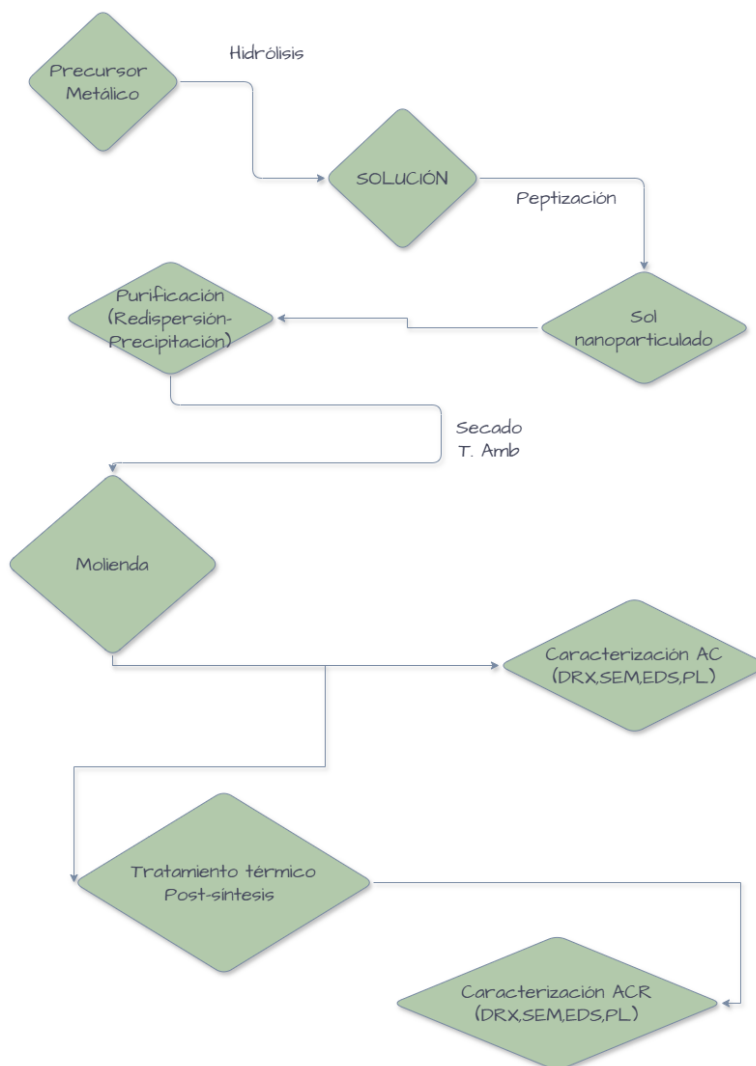 Hidrólisis
Precursor
Metálico
SOLUCIÓN
Peptización
Purificación
(Redispersión-
Precipitación)
Sol
nanoparticulado
Secado
T. Amb
Molienda
Caracterización AC
(DRX,SEM,EDS,PL)
Tratamiento térmico
Post-síntesis
Caracterización ACR
(DRX,SEM,EDS,PL)